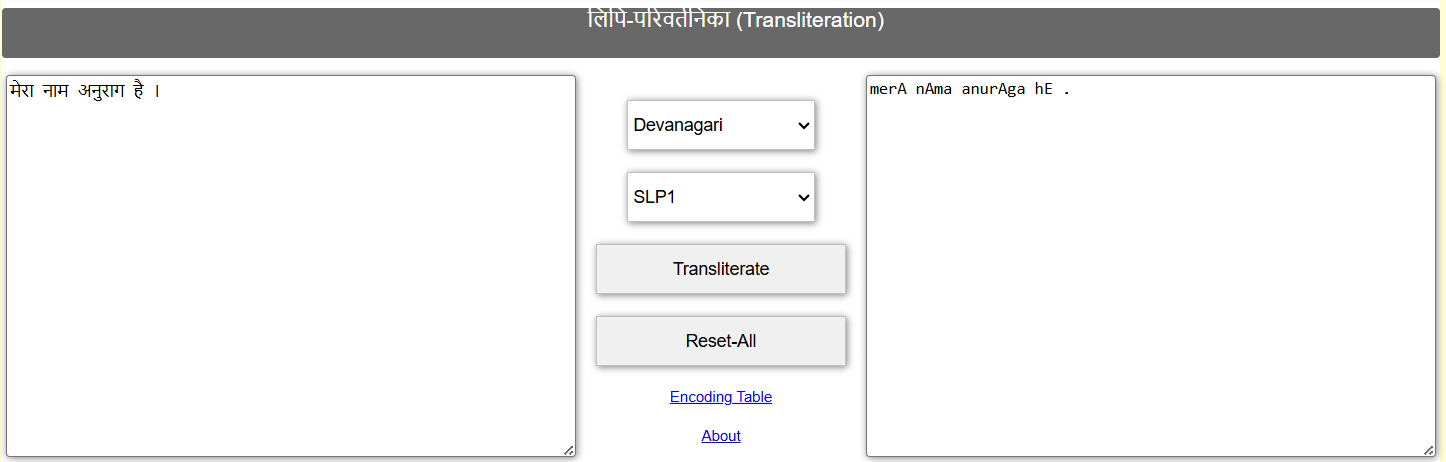 लिपि-परिवर्तनिका (Transliteration)
मेरा नाम अनुराग है ।
Devanagari
SLP1
Transliterate
Reset-All
Encoding Table
About
merA nAma anurAga hE .